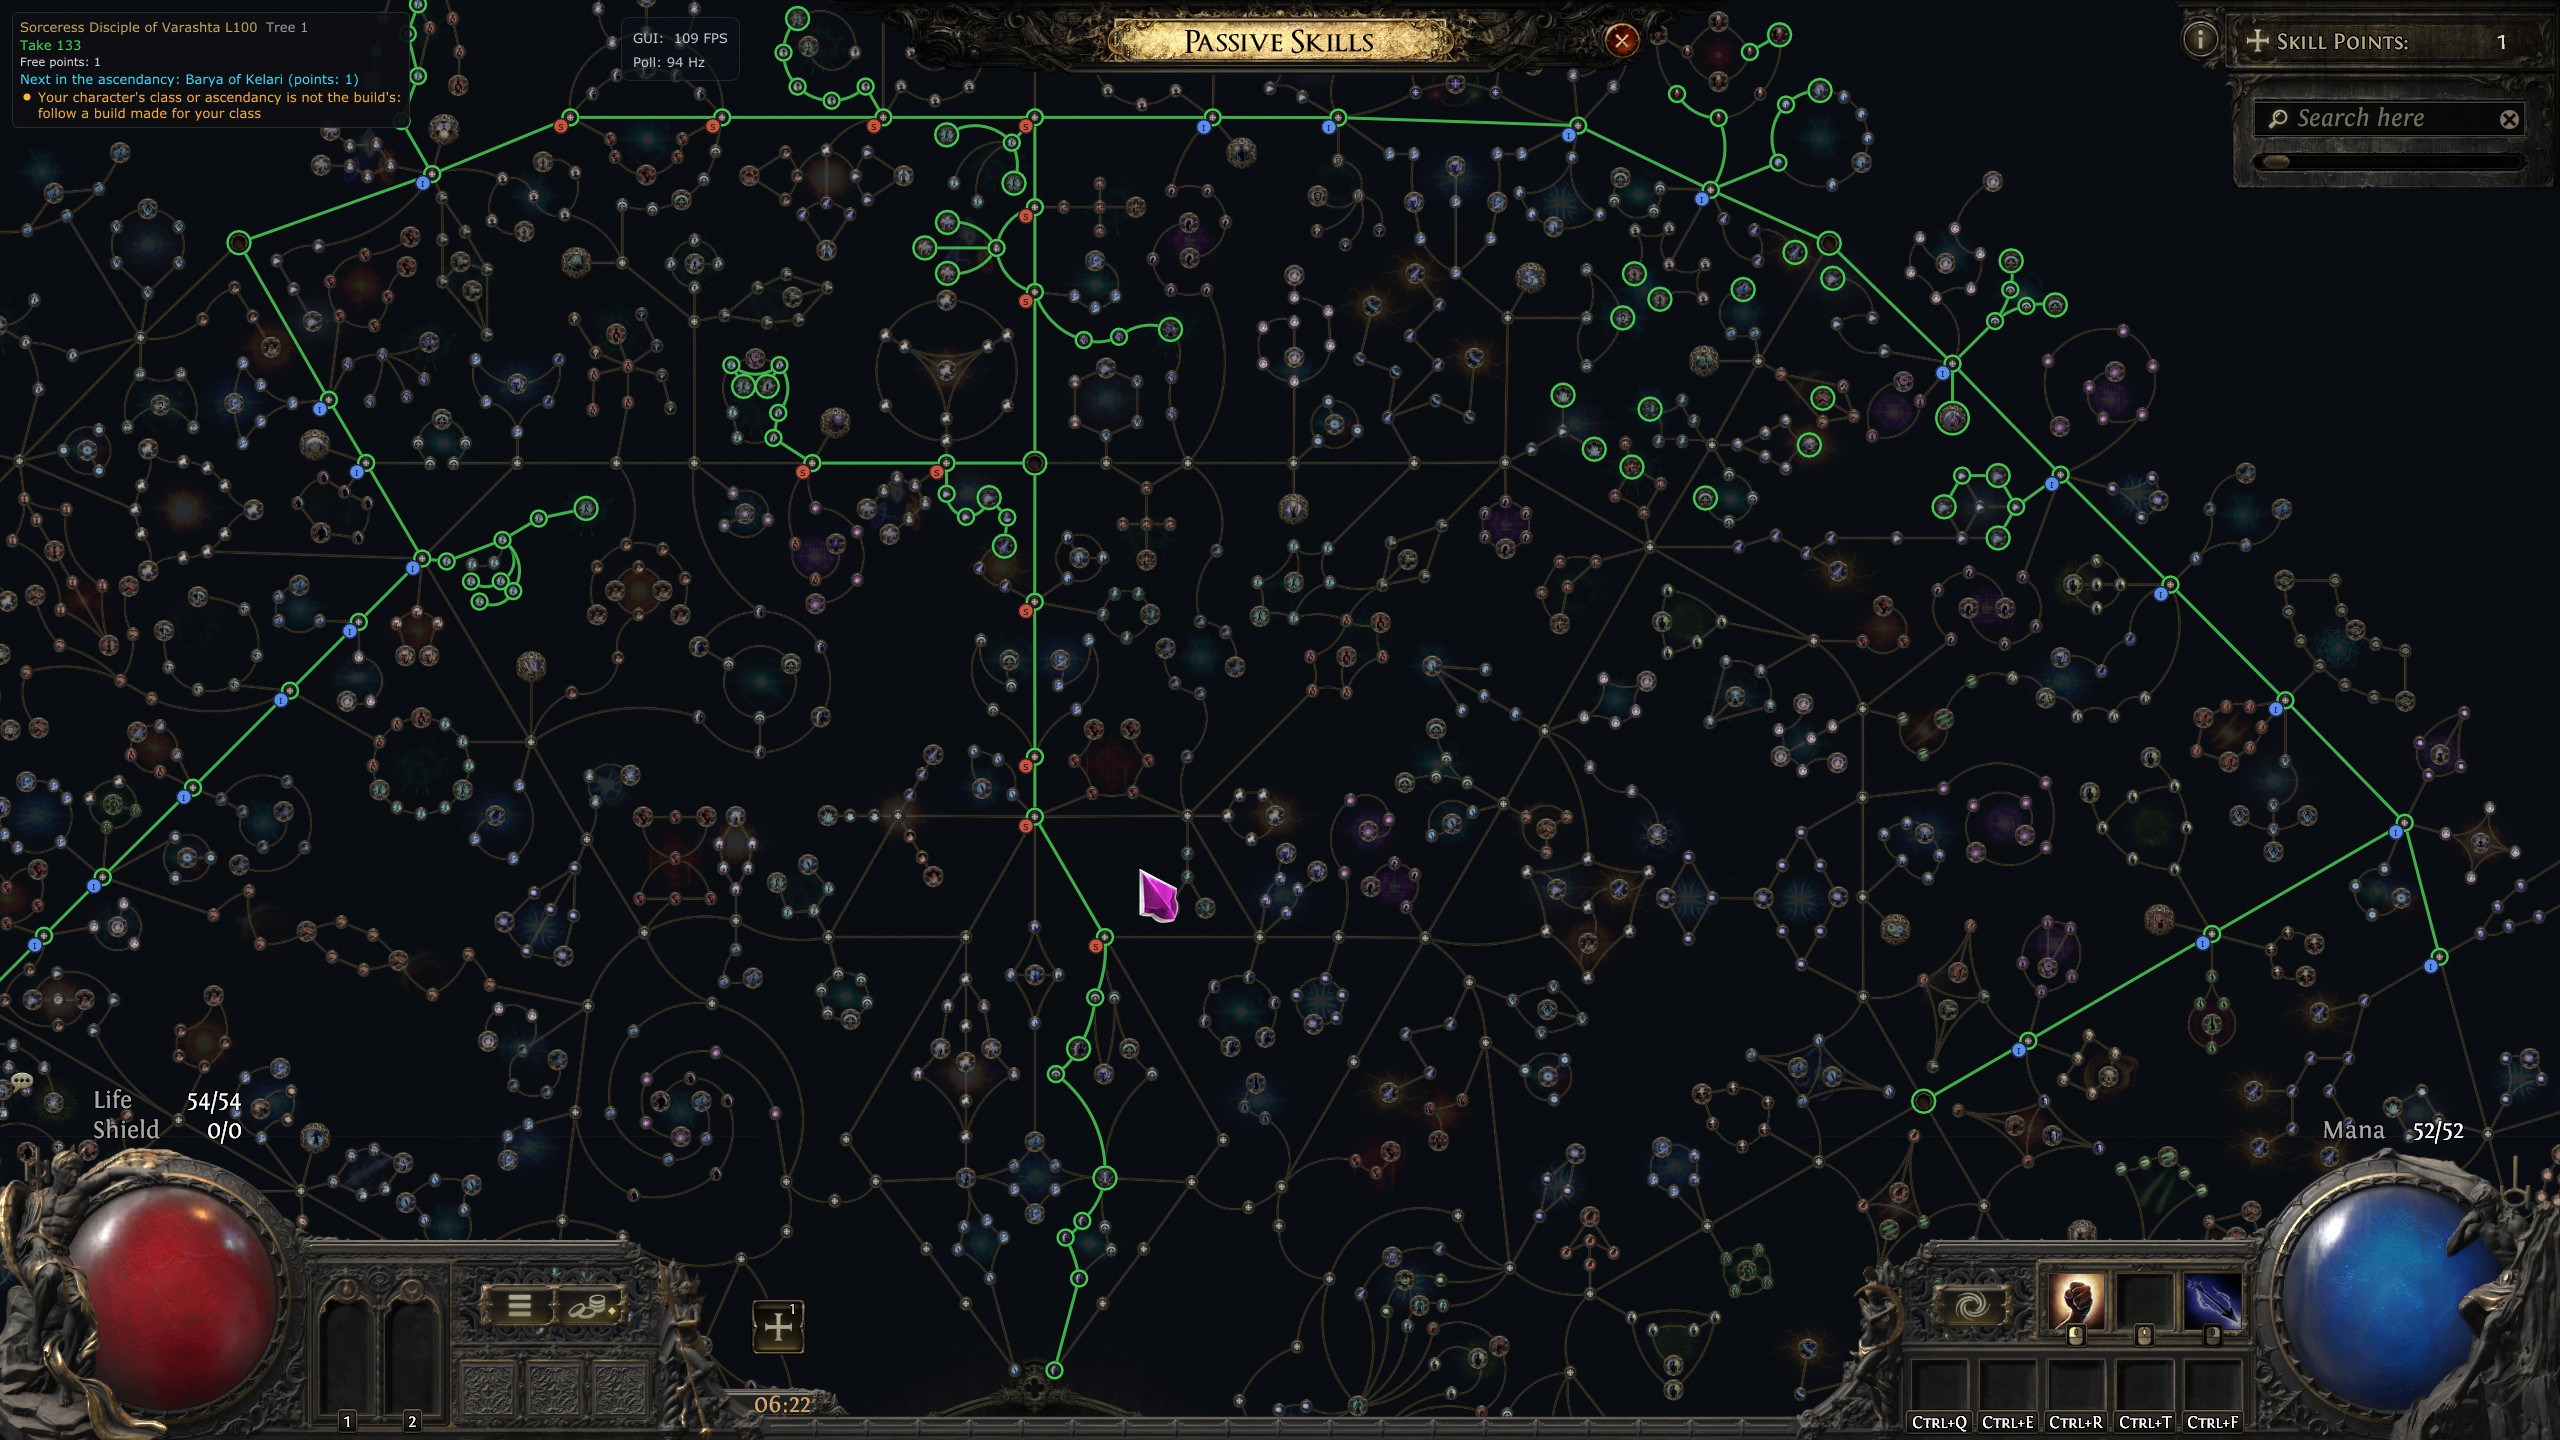 Sorceress Disciple of Varashta L100 Tree 1
Take 133
Free points: 1
Next in the ascendancy: Barya of Kelari (points: 1)
Your character's class or ascendancy is not the build's:
follow a build made for your class
GUI: 109 FPS
Poll: 94 Hz
Passive Skills
Skill Points: 1
Search here
Life 54/54
Shield 0/0
Mana 52/52
1
06:22
1 2
Ctrl+Q Ctrl+E Ctrl+R Ctrl+T Ctrl+F